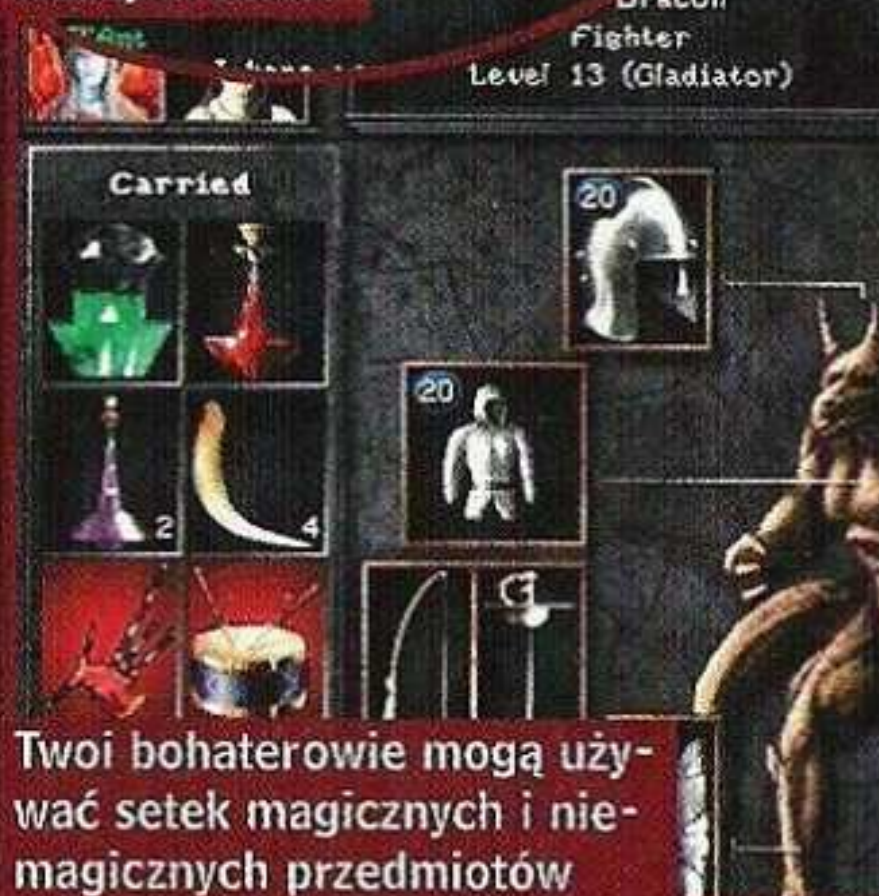 Dracon
Fighter
Level 13 (Gladiator)
Carried
20
20
2
4
Twoi bohaterowie mogą uży-
wać setek magicznych i nie-
magicznych przedmiotów